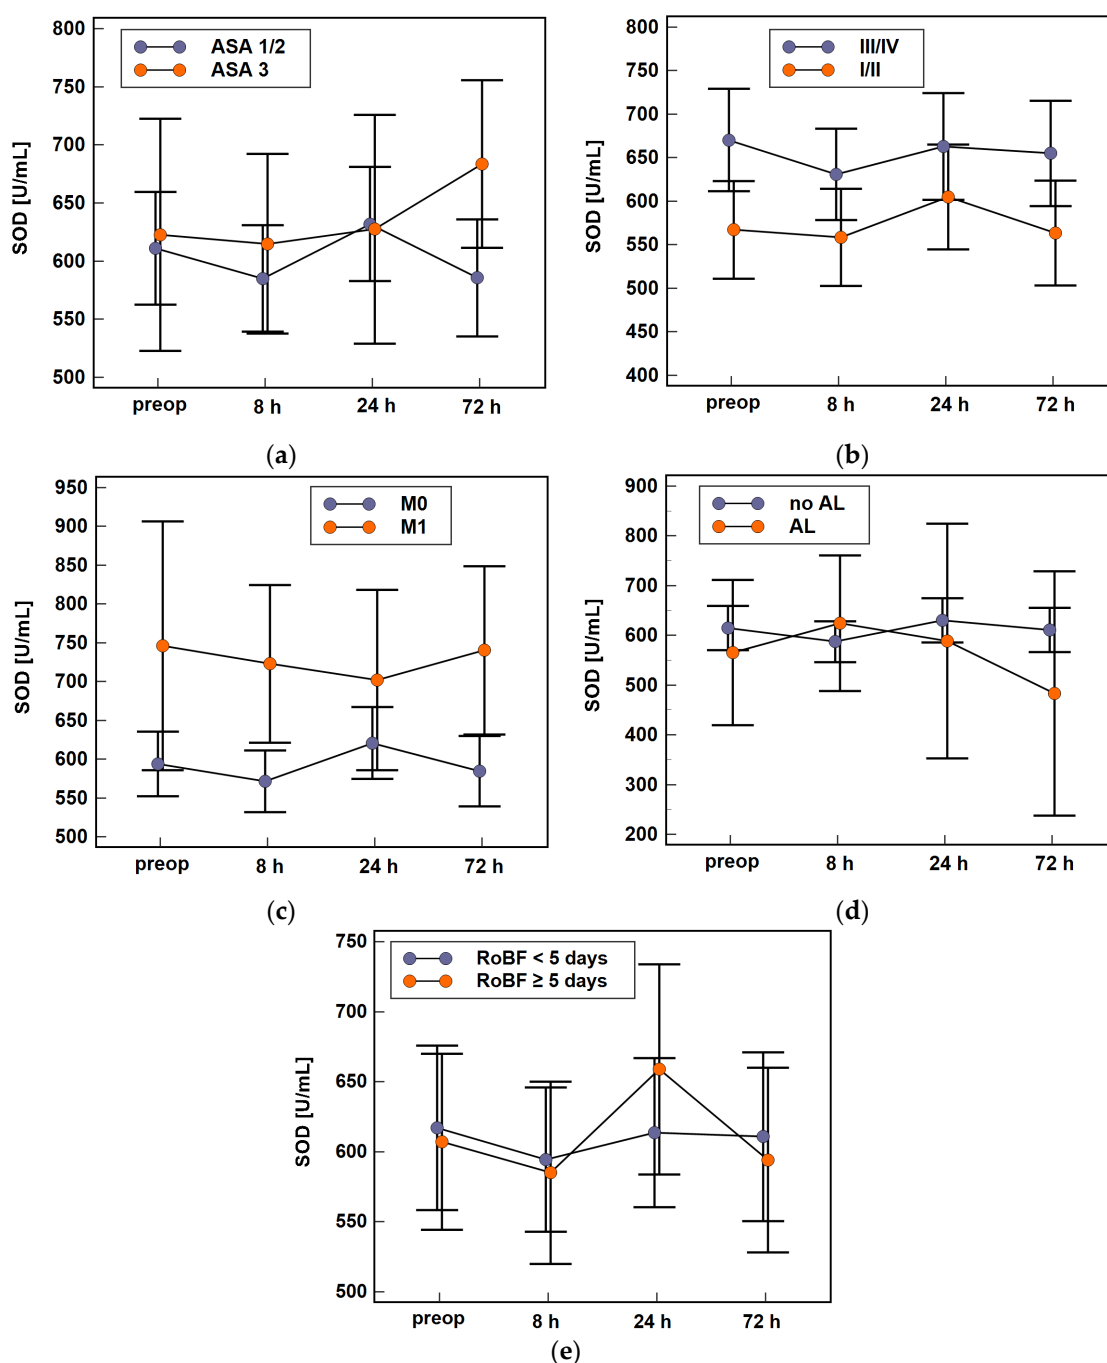 800
750
700
650
600
550
500
SOD [U/mL]
ASA 1/2
ASA 3
preop 8 h 24 h 72 h
(a)
800
750
700
650
600
550
500
450
400
SOD [U/mL]
III/IV
I/II
preop 8 h 24 h 72 h
(b)
950
900
850
800
750
700
650
600
550
500
SOD [U/mL]
M0
M1
preop 8 h 24 h 72 h
(c)
900
800
700
600
500
400
300
200
SOD [U/mL]
no AL
AL
preop 8 h 24 h 72 h
(d)
750
700
650
600
550
500
SOD [U/mL]
RoBF < 5 days
RoBF ≥ 5 days
preop 8 h 24 h 72 h
(e)